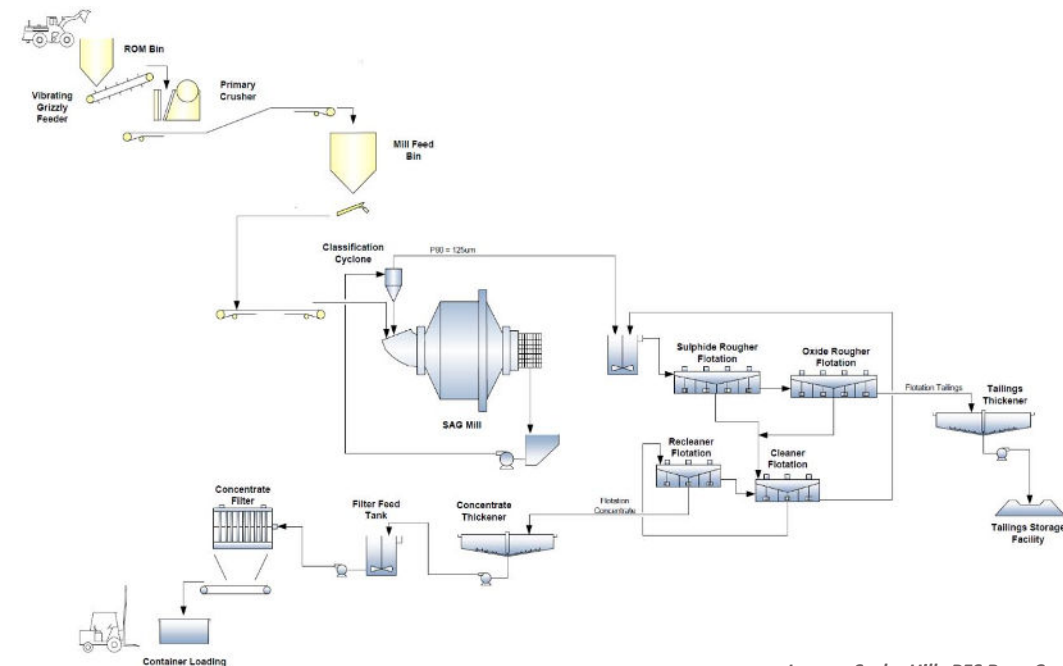 ROM Bin
Vibrating
Grizzly
Feeder
Primary
Crusher
Mill Feed
Bin
Classification
Cyclone
P80 = 125um
SAG Mill
Sulphide Rougher
Flotation
Oxide Rougher
Flotation
Flotation Tailings
Tailings
Thickener
Recleaner
Flotation
Cleaner
Flotation
Flotation
Concentrate
Tailings Storage
Facility
Concentrate
Filter
Filter Feed
Tank
Concentrate
Thickener
Container Loading